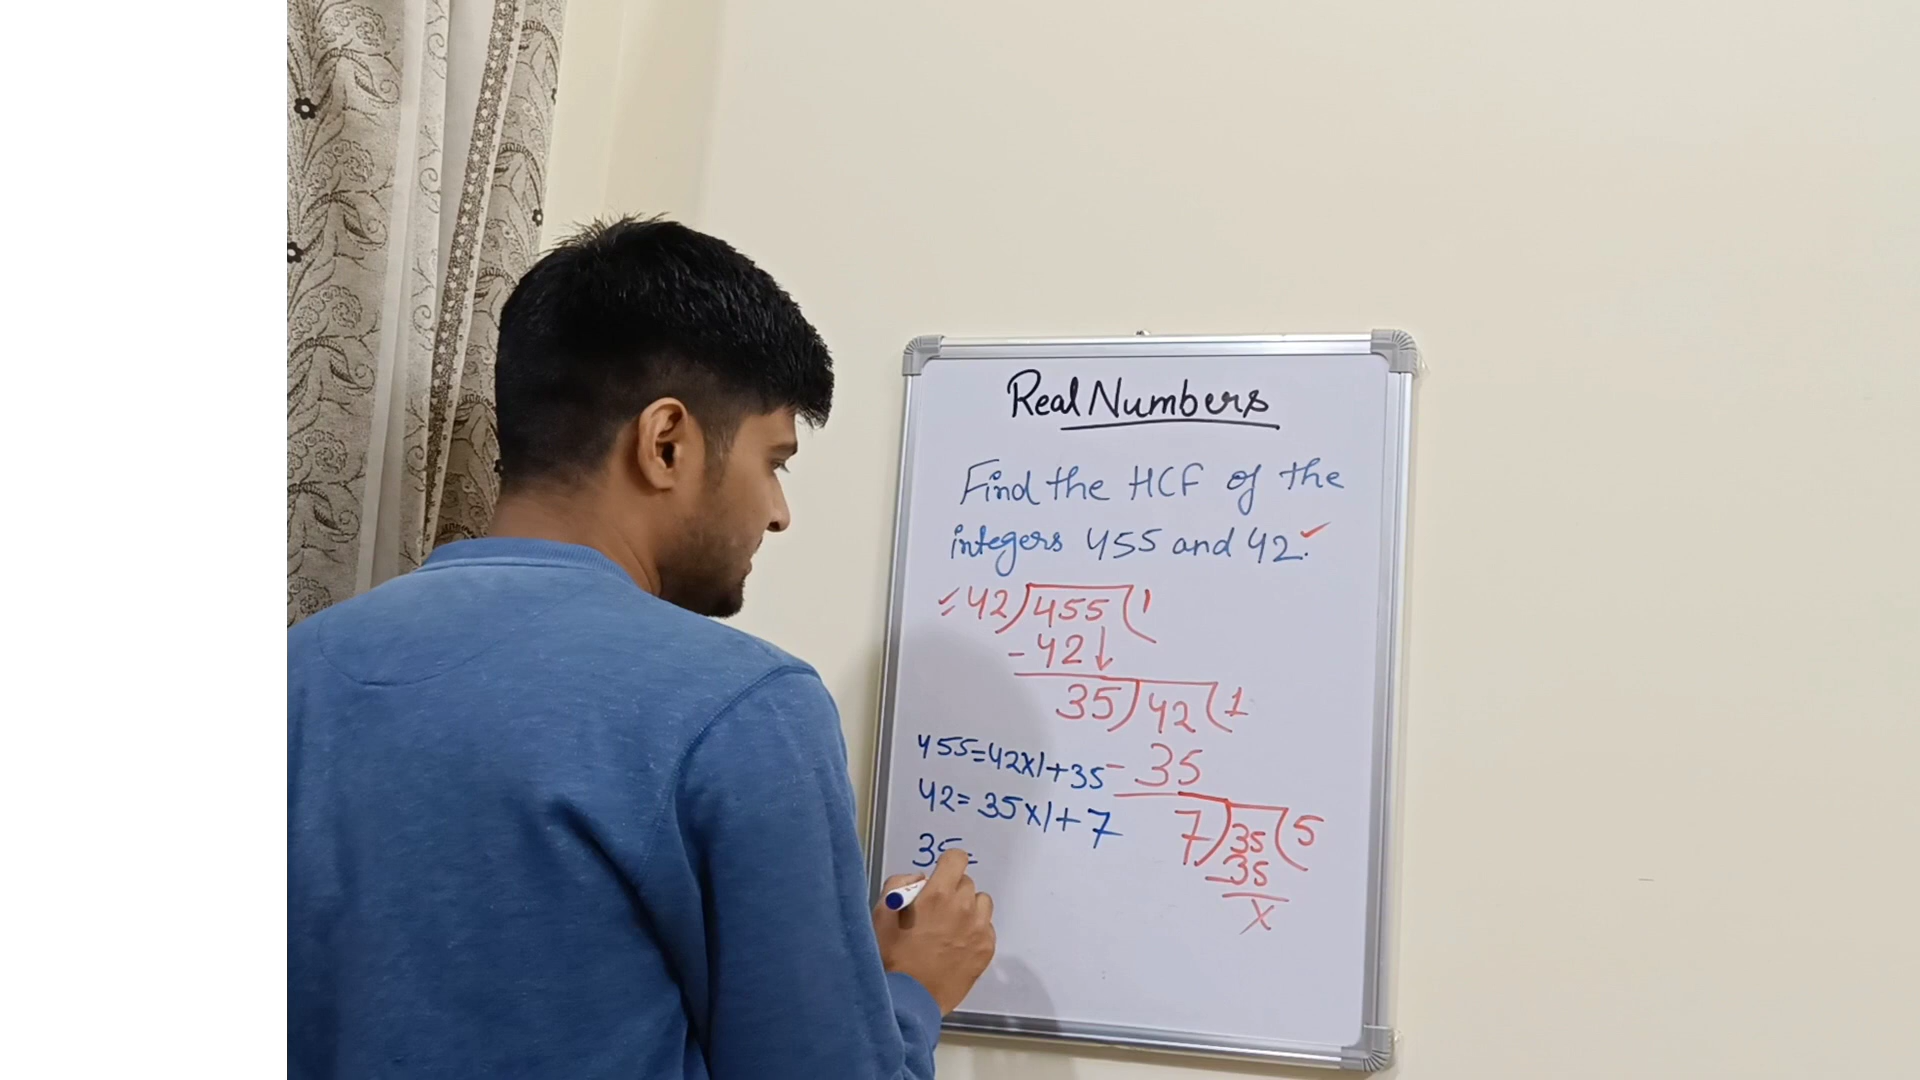 Real Numbers
Find the HCF of the
integers 455 and 42.
42)455(1
-42↓
35)42(1
-35
7)35(5
-35
x
455=42x1+35
42=35x1+7
35=